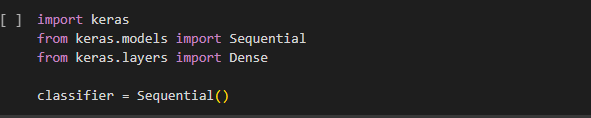 [ ] import keras
from keras.models import Sequential
from keras.layers import Dense
classifier = Sequential()